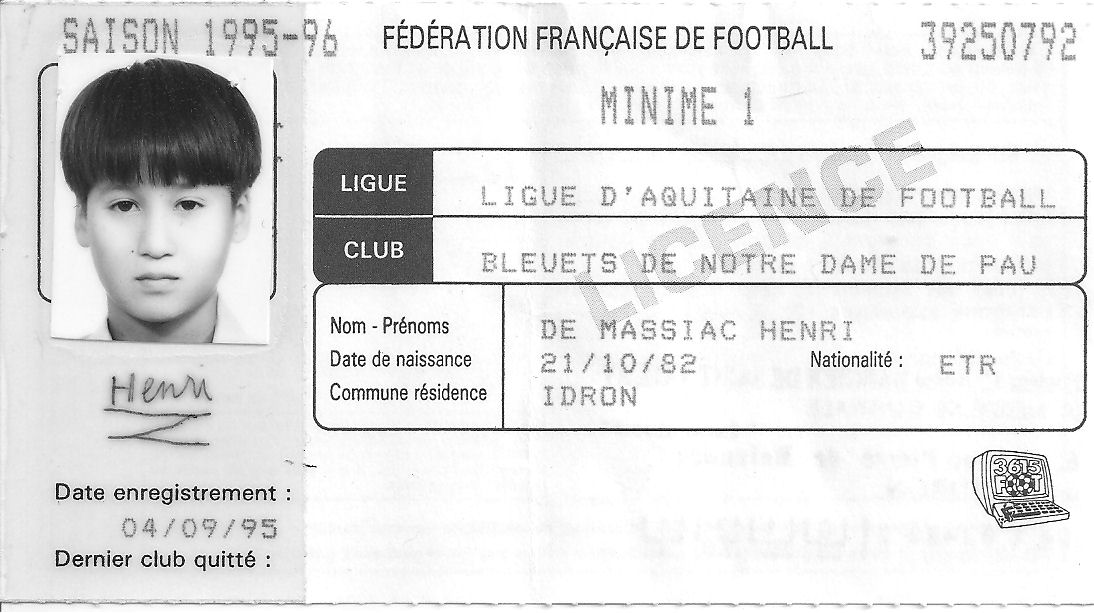 SAISON 1995-96
FÉDÉRATION FRANÇAISE DE FOOTBALL
39250792
MINIME 1
LICENCE
LIGUE
LIGUE D'AQUITAINE DE FOOTBALL
CLUB
BLEUETS DE NOTRE DAME DE PAU
Nom - Prénoms
DE MASSIAC HENRI
Date de naissance
21/10/82
Nationalité :
ETR
Commune résidence
IDRON
Henri
3615
FOOT
Date enregistrement :
04/09/95
Dernier club quitté :